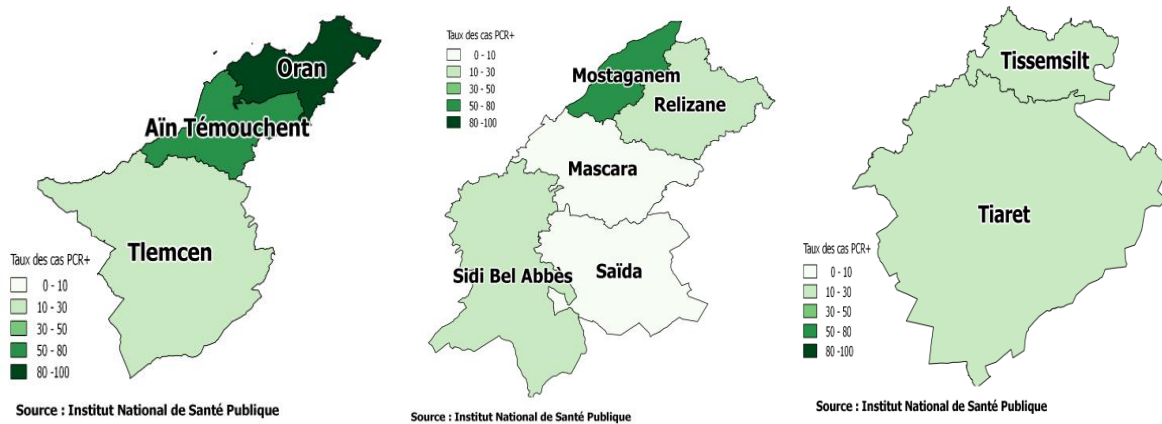 Oran
Aïn Témouchent
Tlemcen
Taux des cas PCR+
0 - 10
10 - 30
30 - 50
50 - 80
80 -100
Source : Institut National de Santé Publique
Taux des cas PCR+
0 - 10
10 - 30
30 - 50
50 - 80
80 -100
Mostaganem
Relizane
Mascara
Sidi Bel Abbès
Saïda
Source : Institut National de Santé Publique
Tissemsilt
Tiaret
Taux des cas PCR+
0 - 10
10 - 30
30 - 50
50 - 80
80 -100
Source : Institut National de Santé Publique